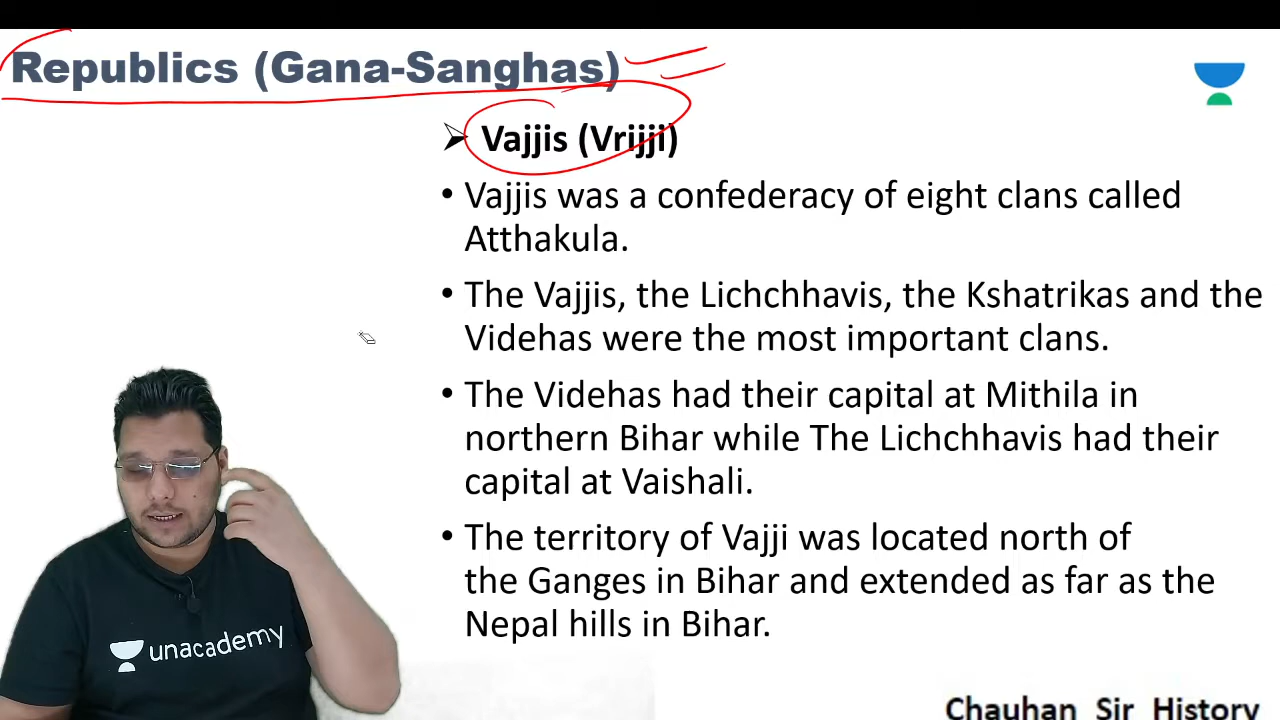 Republics (Gana-Sanghas)
Vajjis (Vrijji)
• Vajjis was a confederacy of eight clans called
Atthakula.
• The Vajjis, the Lichchhavis, the Kshatrikas and the
Videhas were the most important clans.
• The Videhas had their capital at Mithila in
northern Bihar while The Lichchhavis had their
capital at Vaishali.
• The territory of Vajji was located north of
the Ganges in Bihar and extended as far as the
Nepal hills in Bihar.
unacademy
Chauhan Sir History